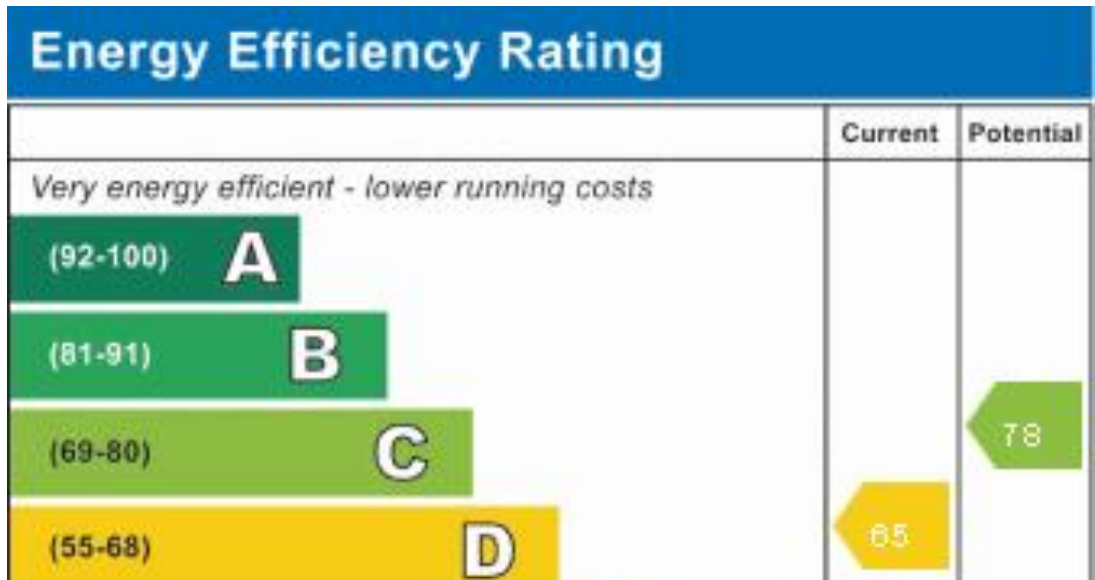 Energy Efficiency Rating
Current Potential
Very energy efficient - lower running costs
(92-100) A
(81-91) B
(69-80) C
78
(55-68) D
65